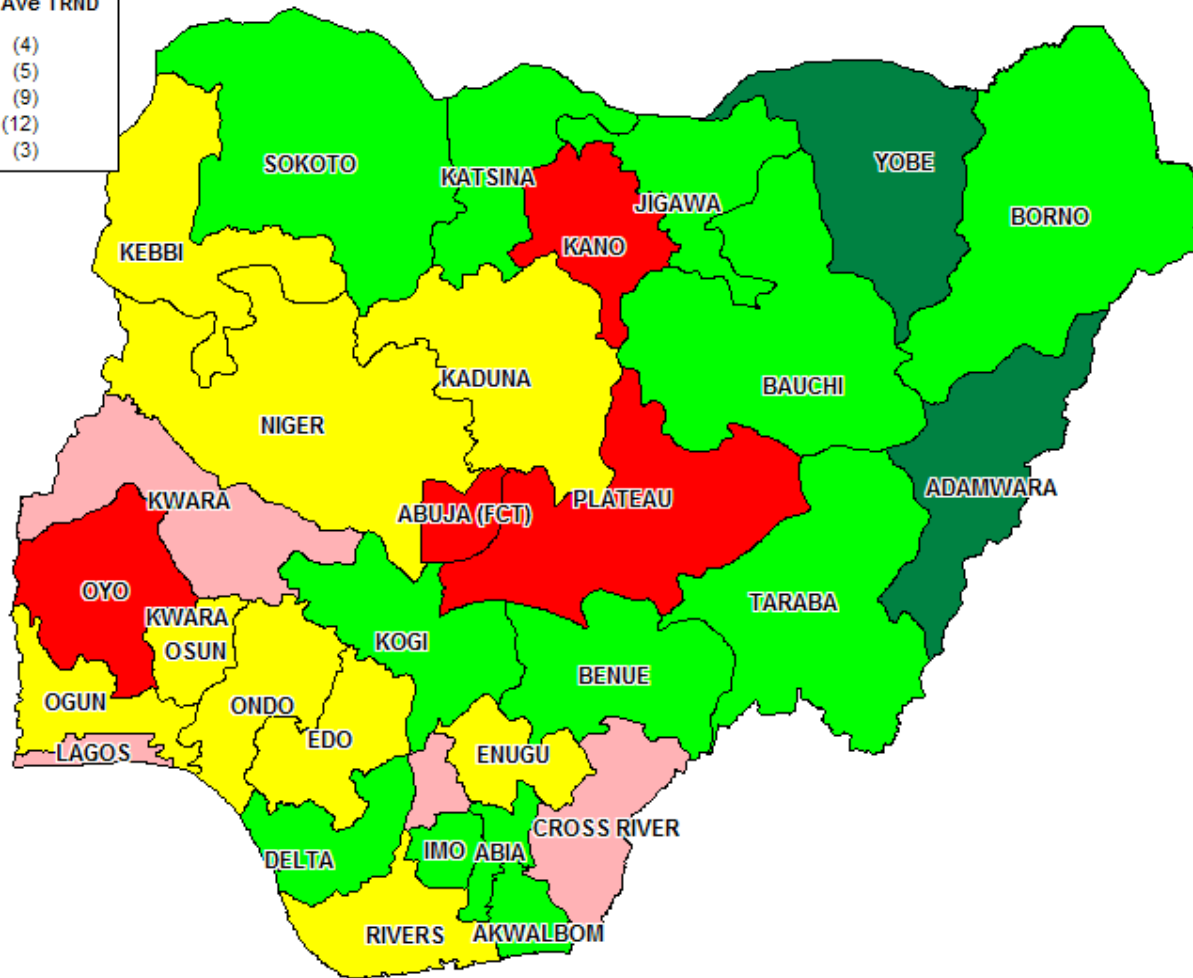 Ave TRND
(4)
(5)
(9)
(12)
(3)
SOKOTO
KATSINA
YOBE
JIGAWA
BORNO
KEBBI
KANO
KADUNA
BAUCHI
NIGER
ADAMWARA
KWARA
ABUJA (FCT)
PLATEAU
OYO
TARABA
KWARA
OSUN
KOGI
BENUE
OGUN
ONDO
EDO
LAGOS
ENUGU
CROSS RIVER
DELTA
IMO
ABIA
RIVERS
AKWALBOM